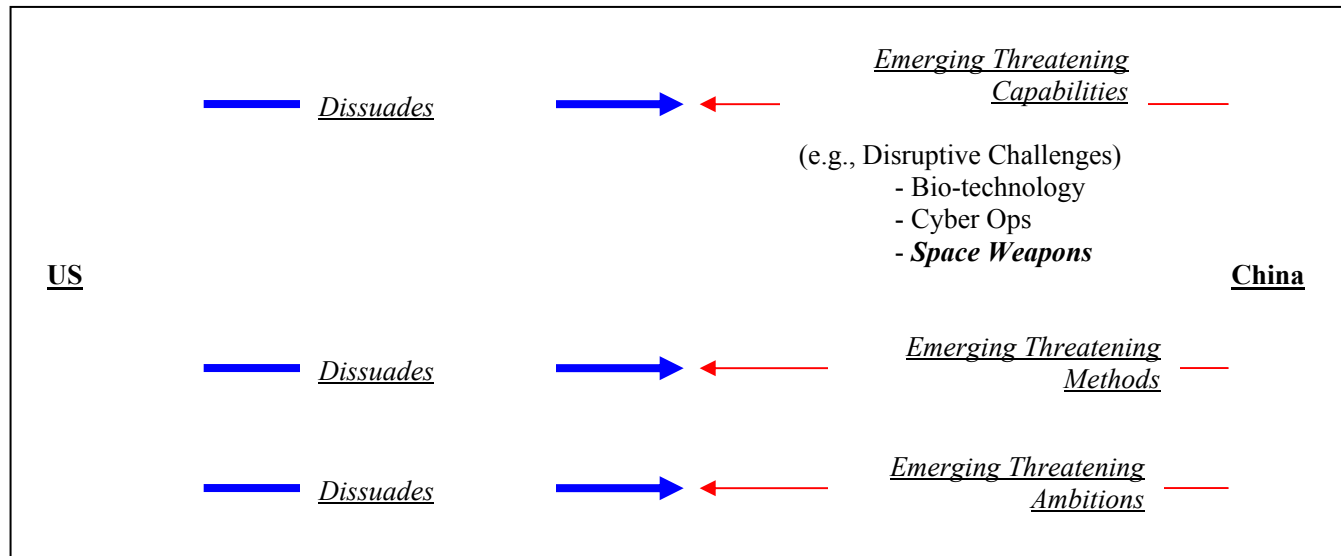 Emerging Threatening
Capabilities
Dissuades
(e.g., Disruptive Challenges)
- Bio-technology
- Cyber Ops
- Space Weapons
US
China
Emerging Threatening
Methods
Dissuades
Emerging Threatening
Ambitions
Dissuades